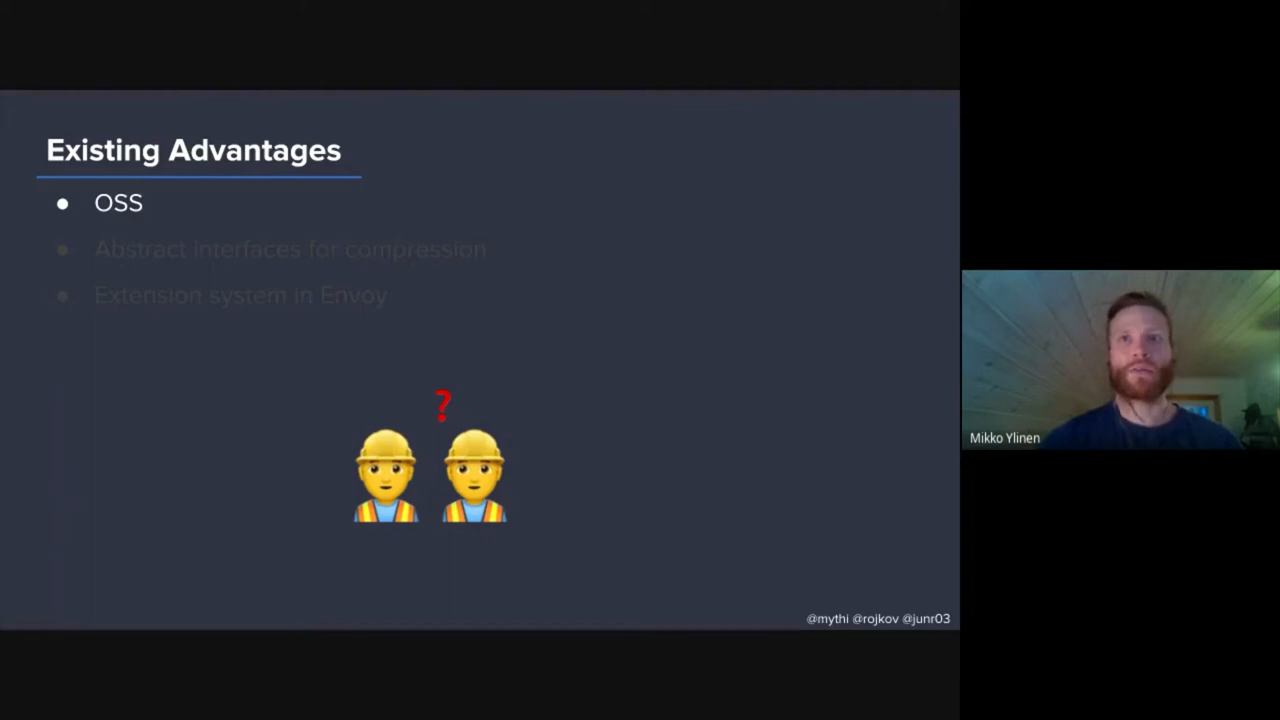 Existing Advantages
● OSS
● Abstract interfaces for compression
● Extension system in Envoy
?
@mythi @rojkov @junr03
Mikko Ylinen